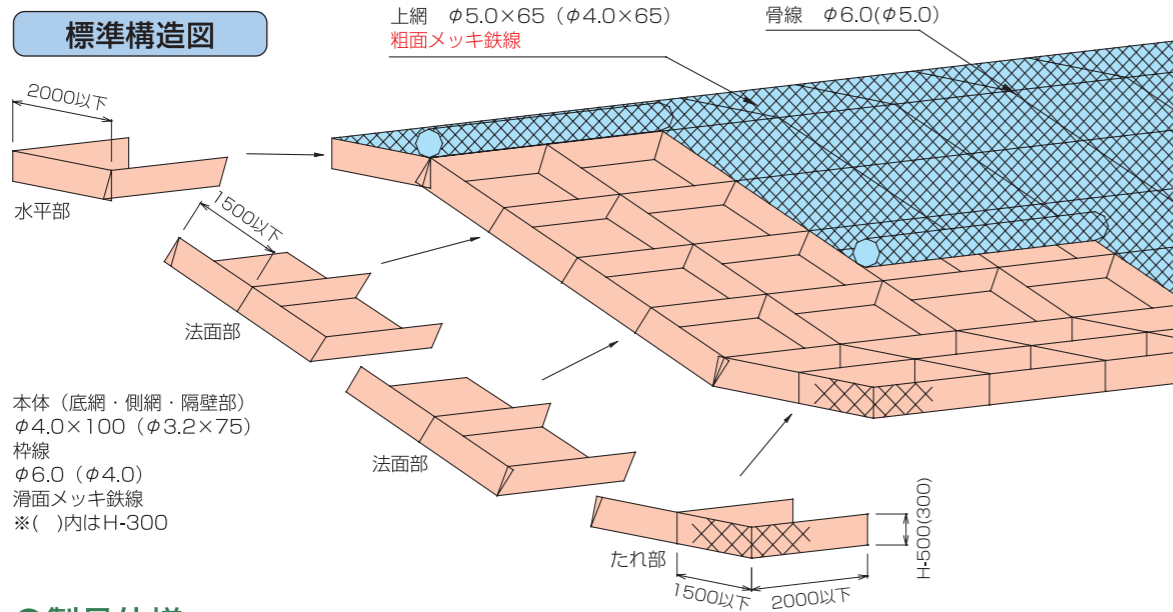 標準構造図
上網 φ5.0×65（φ4.0×65）
粗面メッキ鉄線
骨線 φ6.0(φ5.0)
2000以下
水平部
1500以下
法面部
法面部
本体（底網・側網・隔壁部）
φ4.0×100（φ3.2×75）
枠線
φ6.0（φ4.0）
滑面メッキ鉄線
※(　)内はH-300
たれ部
1500以下
2000以下
H-500(300)